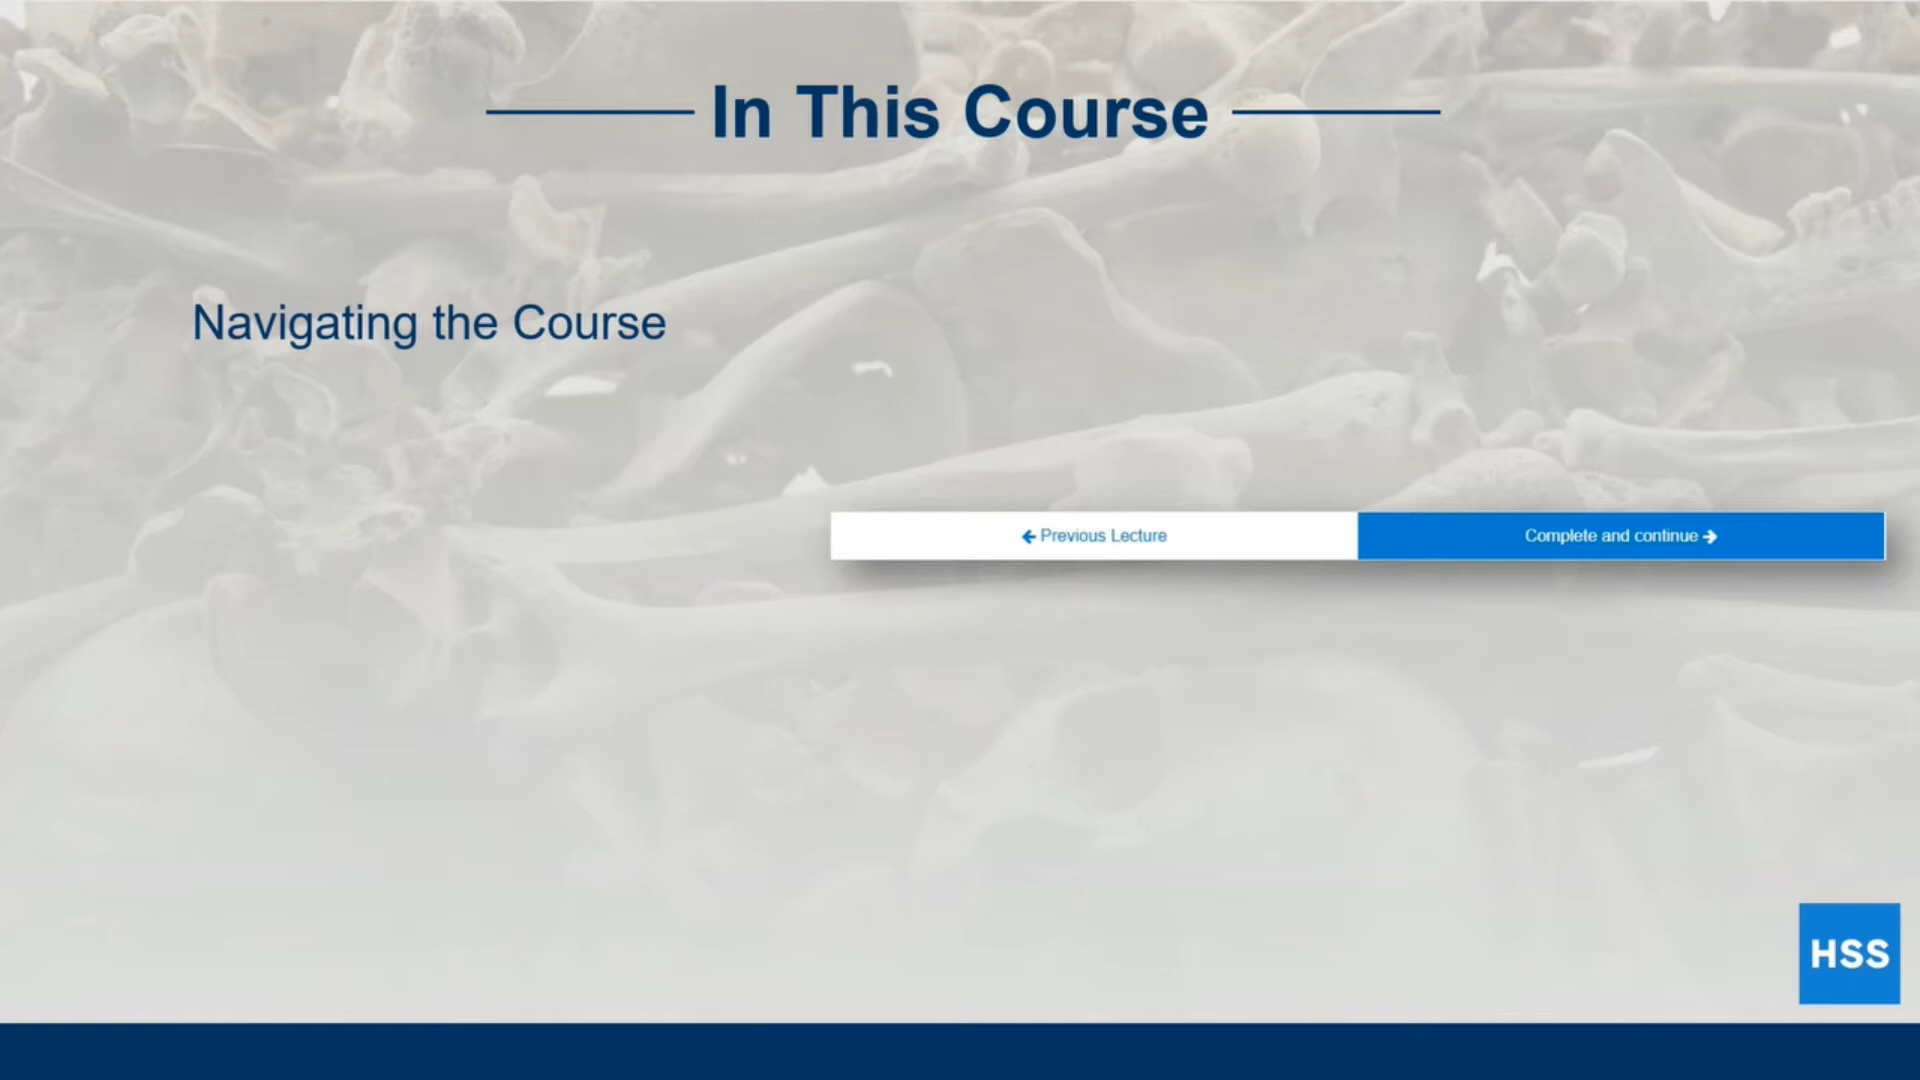 In This Course
Navigating the Course
← Previous Lecture
Complete and continue →
HSS